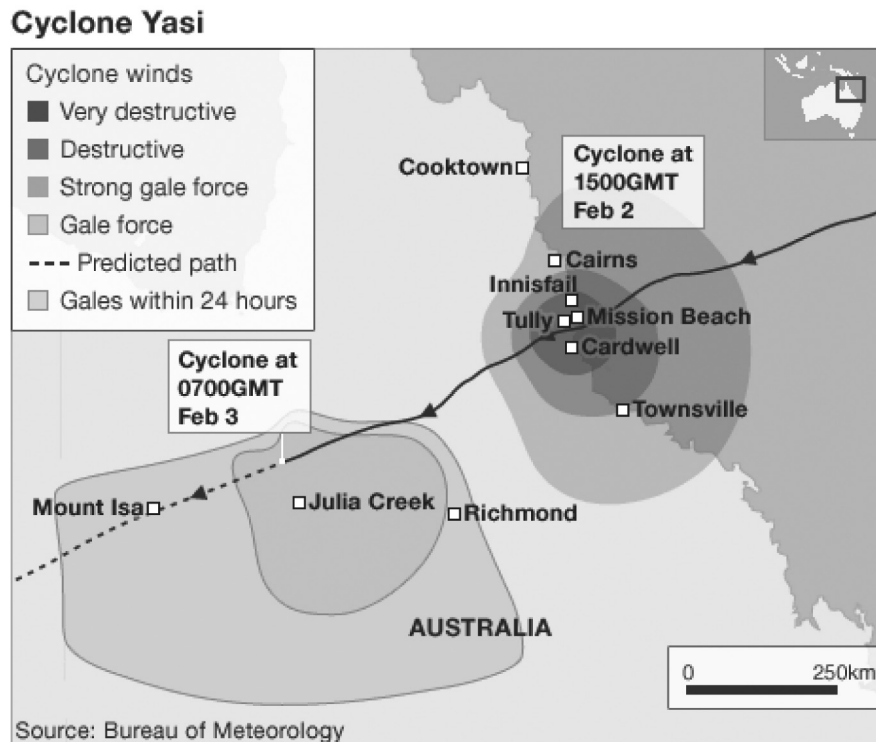 Cyclone Yasi
Cyclone winds
Very destructive
Destructive
Strong gale force
Gale force
Predicted path
Gales within 24 hours
Cooktown
Cyclone at
1500GMT
Feb 2
Cairns
Innisfail
Tully
Mission Beach
Cardwell
Cyclone at
0700GMT
Feb 3
Townsville
Mount Isa
Julia Creek
Richmond
AUSTRALIA
0 250km
Source: Bureau of Meteorology